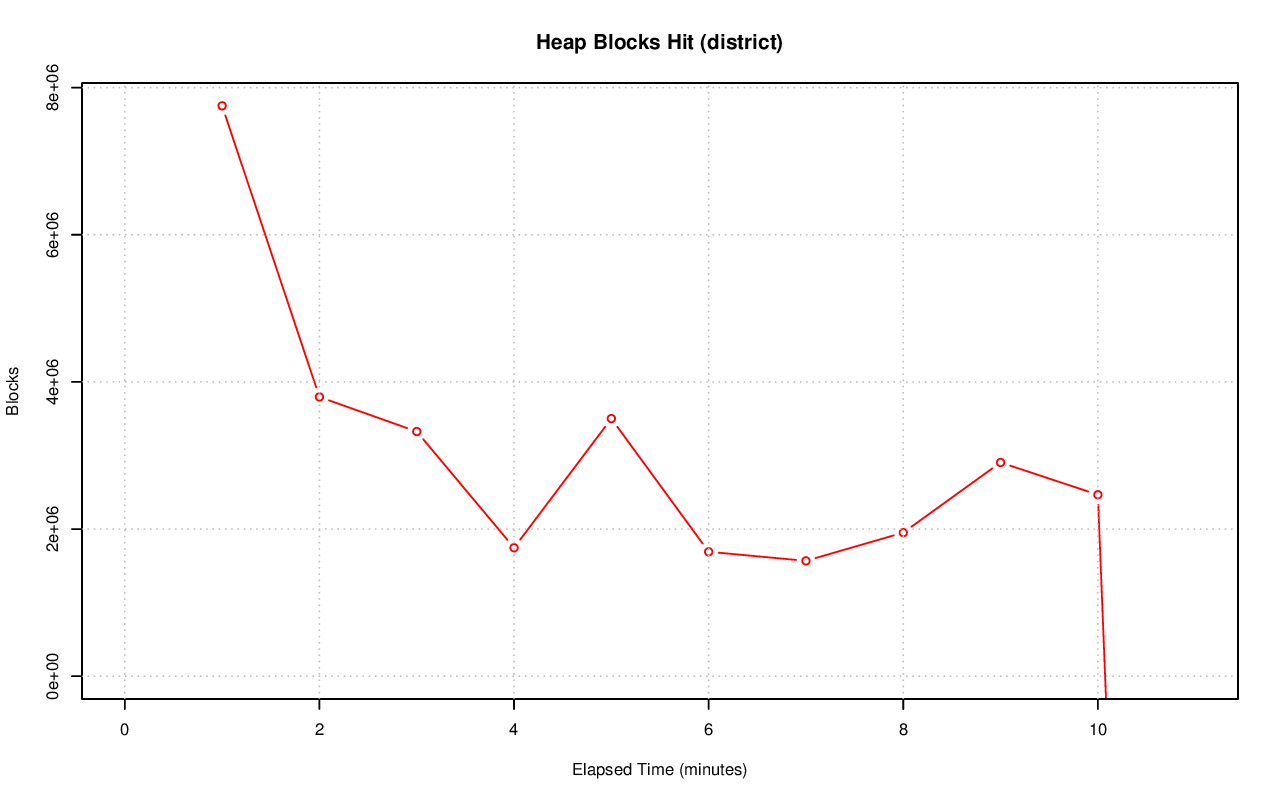 Heap Blocks Hit (district)
8e+06
6e+06
4e+06
2e+06
0e+00
Blocks
0 2 4 6 8 10
Elapsed Time (minutes)